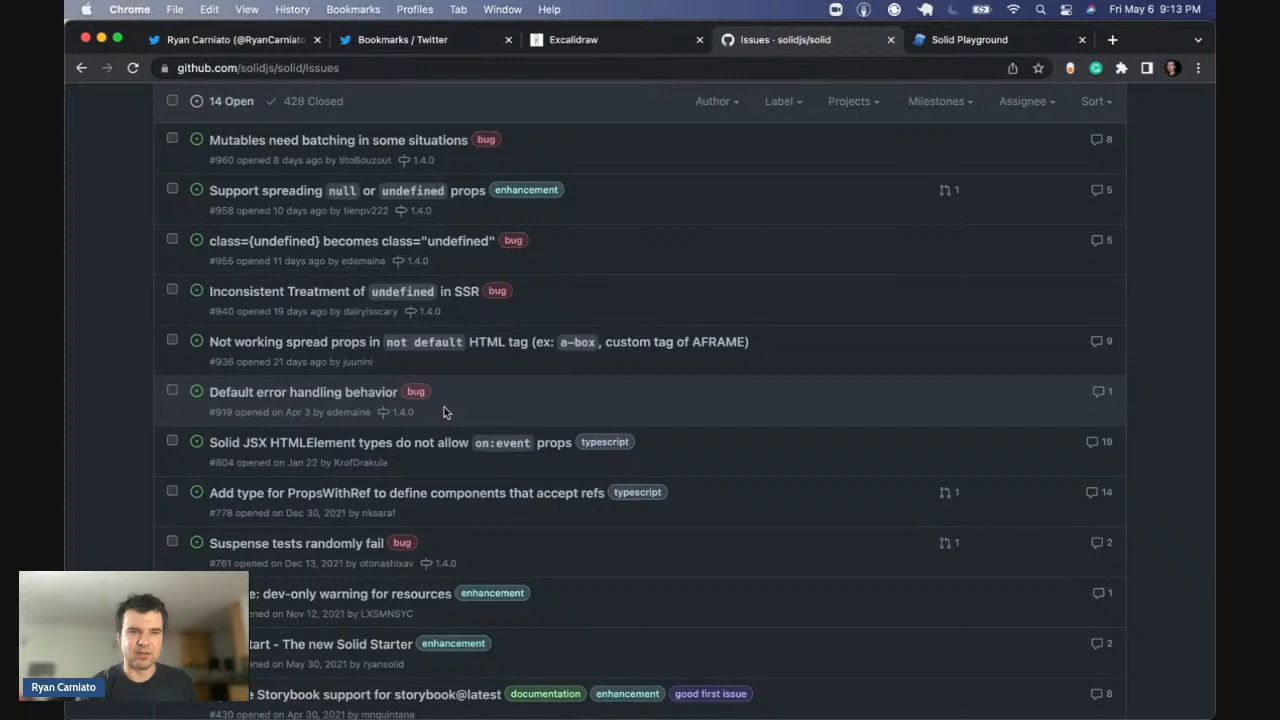 Chrome File Edit View History Bookmarks Profiles Tab Window Help Fri May 6 9:13 PM
Ryan Carniato (@RyanCarniato Bookmarks / Twitter Excalidraw Issues · solidjs/solid Solid Playground
github.com/solidjs/solid/issues
14 Open 428 Closed Author Label Projects Milestones Assignee Sort
Mutables need batching in some situations bug 8
#960 opened 8 days ago by titoBouzout 1.4.0
Support spreading null or undefined props enhancement 1 5
#958 opened 10 days ago by tienpv222 1.4.0
class={undefined} becomes class="undefined" bug 5
#955 opened 11 days ago by edemaine 1.4.0
Inconsistent Treatment of undefined in SSR bug
#940 opened 19 days ago by dairyisscary 1.4.0
Not working spread props in not default HTML tag (ex: a-box, custom tag of AFRAME) 9
#936 opened 21 days ago by juunini
Default error handling behavior bug 1
#919 opened on Apr 3 by edemaine 1.4.0
Solid JSX HTMLElement types do not allow on:event props typescript 19
#804 opened on Jan 22 by KrofDrakula
Add type for PropsWithRef to define components that accept refs typescript 1 14
#778 opened on Dec 30, 2021 by nksaraf
Suspense tests randomly fail bug 1 2
#761 opened on Dec 13, 2021 by otonashixav 1.4.0
e: dev-only warning for resources enhancement 1
ened on Nov 12, 2021 by LXSMNSYC
tart - The new Solid Starter enhancement 2
ened on May 30, 2021 by ryansolid
e Storybook support for storybook@latest documentation enhancement good first issue 8
#430 opened on Apr 30, 2021 by mnquintana
Ryan Carniato